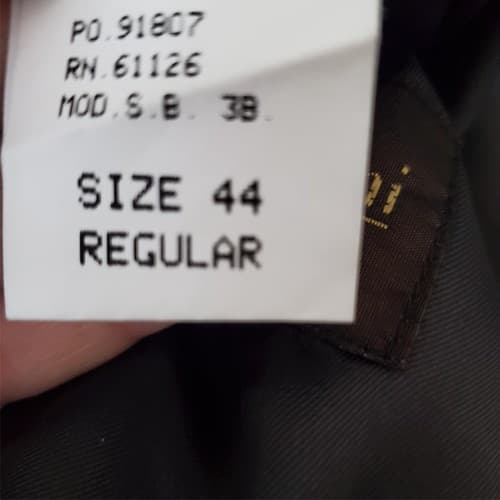 PO.91807
RN.61126
MOD.S.B. 3B.
SIZE 44
REGULAR